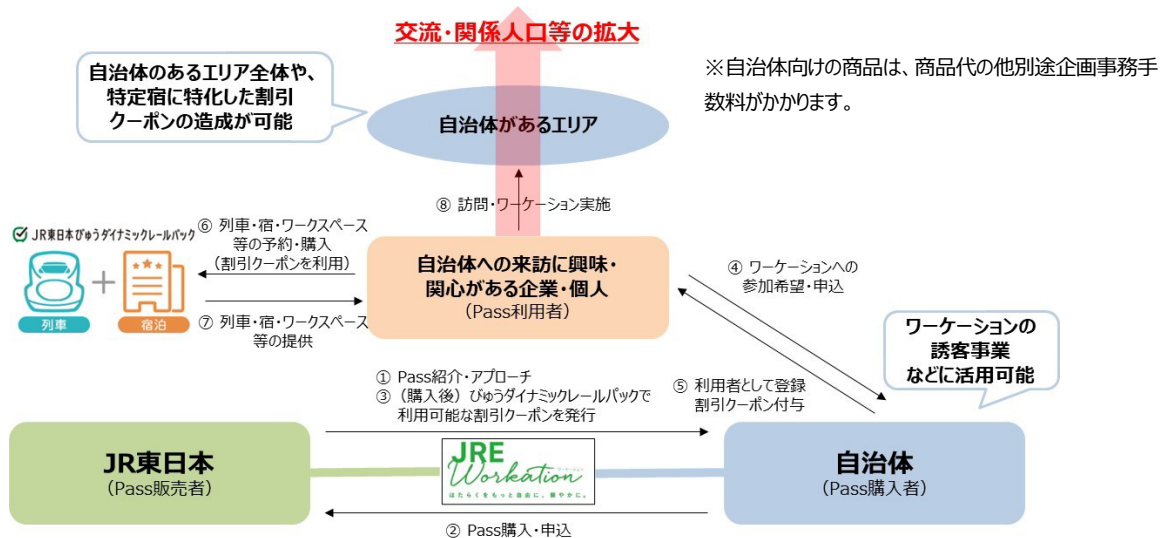 交流・関係人口等の拡大
自治体のあるエリア全体や、
特定宿に特化した割引
クーポンの造成が可能
※自治体向けの商品は、商品代の他別途企画事務手
数料がかかります。
自治体があるエリア
⑧ 訪問・ワーケーション実施
JR東日本びゅうダイナミックレールパック
列車
宿泊
⑥ 列車・宿・ワークスペース
等の予約・購入
（割引クーポンを利用）
⑦ 列車・宿・ワークスペース
等の提供
自治体への来訪に興味・
関心がある企業・個人
（Pass利用者）
④ ワーケーションへの
参加希望・申込
ワーケーションの
誘客事業
などに活用可能
① Pass紹介・アプローチ
③（購入後）びゅうダイナミックレールパックで
利用可能な割引クーポンを発行
⑤ 利用者として登録
割引クーポン付与
JR東日本
（Pass販売者）
JRE
Workation
はたらくをもっと自由に、健やかに。
自治体
（Pass購入者）
② Pass購入・申込